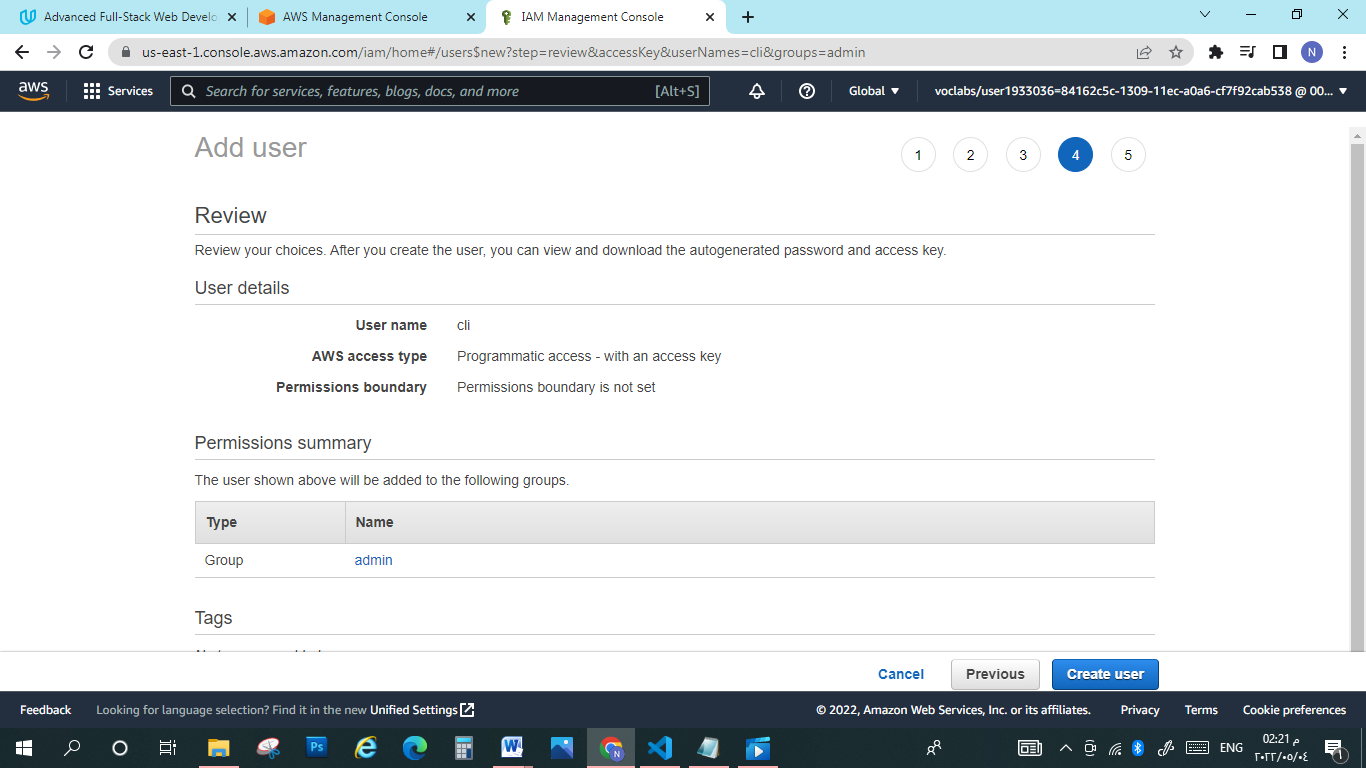 Advanced Full-Stack Web Develo
AWS Management Console
IAM Management Console
us-east-1.console.aws.amazon.com/iam/home#/users$new?step=review&accessKey&userNames=cli&groups=admin
N
aws
Services
Search for services, features, blogs, docs, and more
[Alt+S]
Global
voclabs/user1933036=84162c5c-1309-11ec-a0a6-cf7f92cab538 @ 00...
Add user
1 2 3 4 5
Review
Review your choices. After you create the user, you can view and download the autogenerated password and access key.
User details
User name cli
AWS access type Programmatic access - with an access key
Permissions boundary Permissions boundary is not set
Permissions summary
The user shown above will be added to the following groups.
Type Name
Group admin
Tags
Cancel Previous Create user
Feedback
Looking for language selection? Find it in the new Unified Settings
© 2022, Amazon Web Services, Inc. or its affiliates.
Privacy
Terms
Cookie preferences
Ps
W
N
ENG
02:21 م
٢٠٢٢/٠٥/٠٤
1